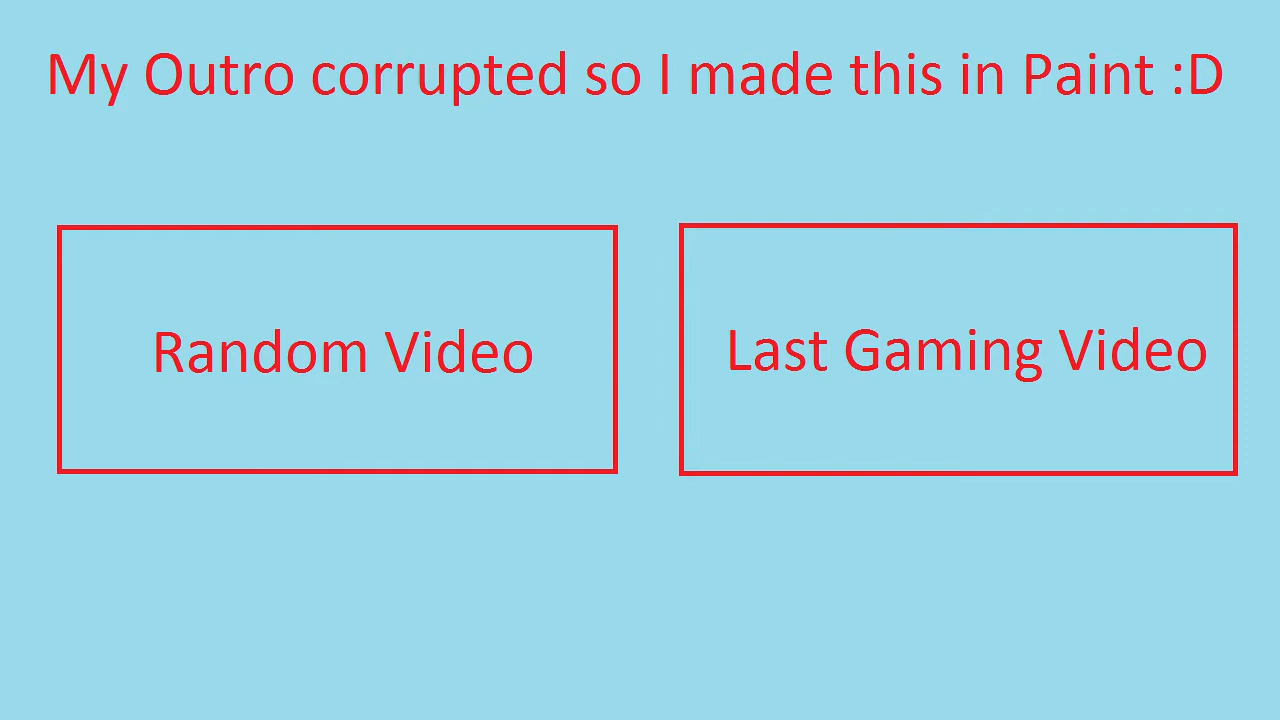 My Outro corrupted so I made this in Paint :D
Random Video
Last Gaming Video